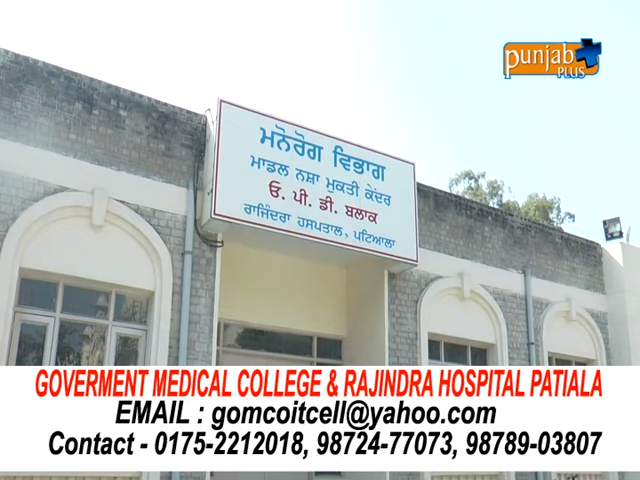 punjab
PLUS
ਮਨੋਰੋਗ ਵਿਭਾਗ
ਮਾਡਲ ਨਸ਼ਾ ਮੁਕਤੀ ਕੇਂਦਰ
ਓ. ਪੀ. ਡੀ. ਬਲਾਕ
ਰਾਜਿੰਦਰਾ ਹਸਪਤਾਲ, ਪਟਿਆਲਾ
GOVERMENT MEDICAL COLLEGE & RAJINDRA HOSPITAL PATIALA
EMAIL : gomcoitcell@yahoo.com
Contact - 0175-2212018, 98724-77073, 98789-03807